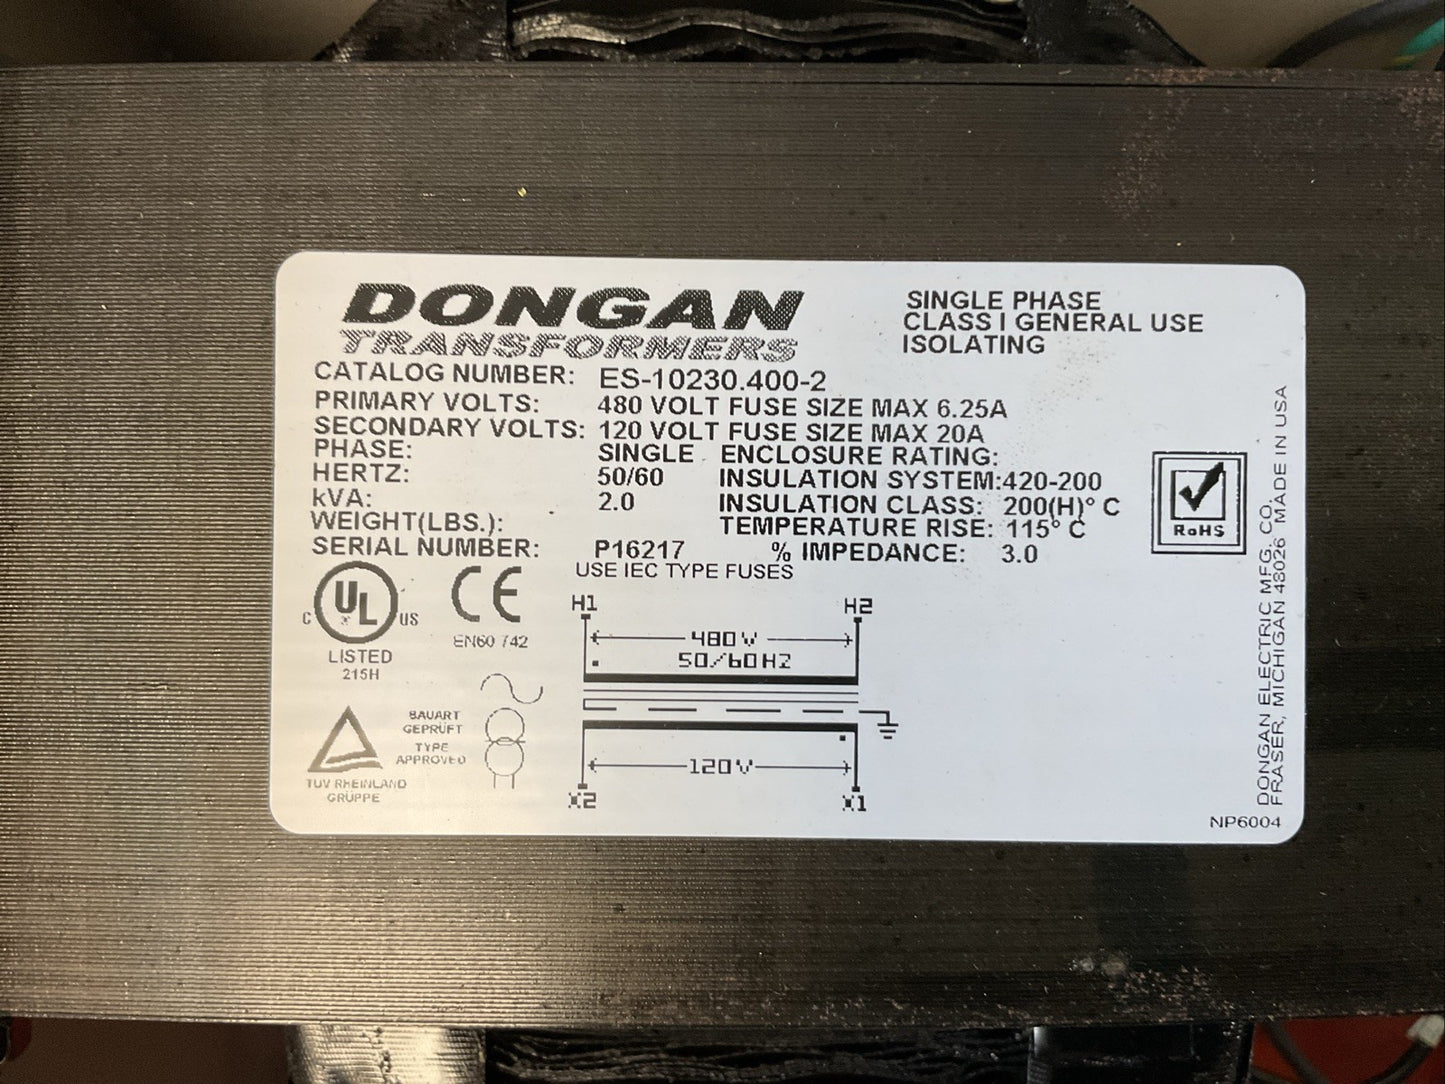 DONGAN
TRANSFORMERS
SINGLE PHASE
CLASS I GENERAL USE
ISOLATING
CATALOG NUMBER: ES-10230.400-2
PRIMARY VOLTS: 480 VOLT FUSE SIZE MAX 6.25A
SECONDARY VOLTS: 120 VOLT FUSE SIZE MAX 20A
PHASE: SINGLE ENCLOSURE RATING:
HERTZ: 50/60 INSULATION SYSTEM:420-200
kVA: 2.0 INSULATION CLASS: 200(H)° C
WEIGHT(LBS.): TEMPERATURE RISE: 115° C
SERIAL NUMBER: P16217 % IMPEDANCE: 3.0
USE IEC TYPE FUSES
RoHS
C UL US
LISTED
215H
CE
EN60 742
BAUART
GEPRÜFT
TYPE
APPROVED
TUV RHEINLAND
GRÜPPE
H1 H2
480V
50/60HZ
120V
X2 X1
DONGAN ELECTRIC MFG. CO.
FRASER, MICHIGAN 48026 MADE IN USA
NP6004